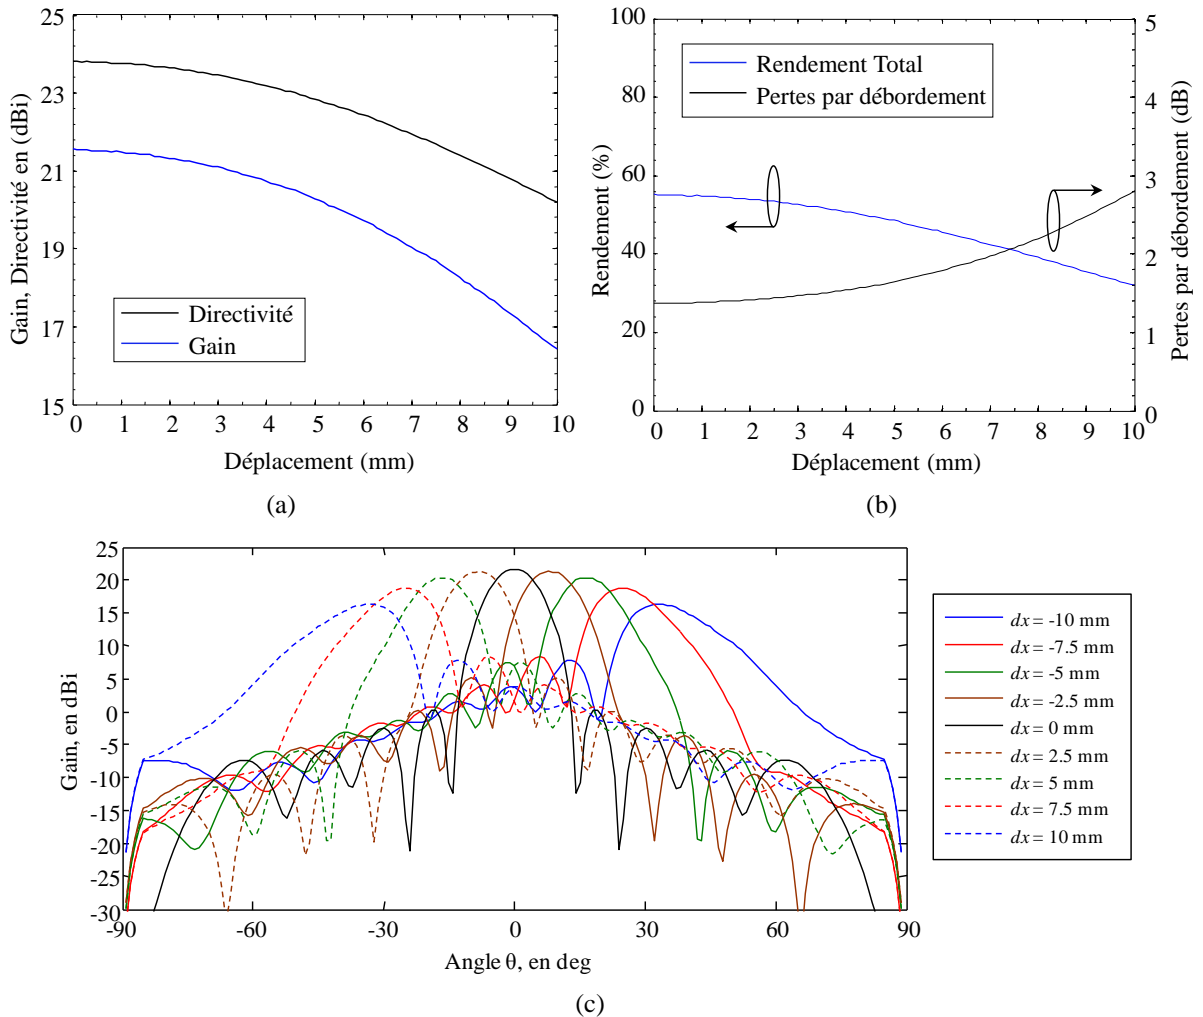 25
23
21
19
17
15
Gain, Directivité en (dBi)
Directivité
Gain
0 1 2 3 4 5 6 7 8 9 10
Déplacement (mm)
(a)
100
80
60
40
20
0
Rendement (%)
Rendement Total
Pertes par débordement
5
4
3
2
1
0
Pertes par débordement (dB)
0 1 2 3 4 5 6 7 8 9 10
Déplacement (mm)
(b)
25
20
15
10
5
0
-5
-10
-15
-20
-25
-30
Gain, en dBi
-90 -60 -30 0 30 60 90
Angle θ, en deg
dx = -10 mm
dx = -7.5 mm
dx = -5 mm
dx = -2.5 mm
dx = 0 mm
dx = 2.5 mm
dx = 5 mm
dx = 7.5 mm
dx = 10 mm
(c)